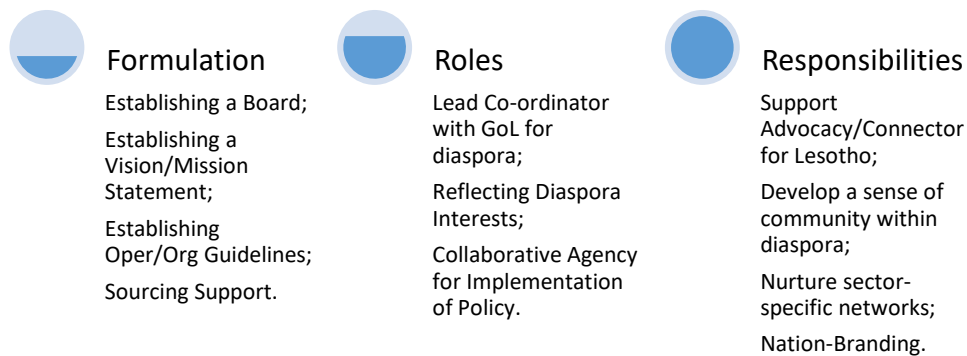 Formulation
Establishing a Board;
Establishing a
Vision/Mission
Statement;
Establishing
Oper/Org Guidelines;
Sourcing Support.
Roles
Lead Co-ordinator
with GoL for
diaspora;
Reflecting Diaspora
Interests;
Collaborative Agency
for Implementation
of Policy.
Responsibilities
Support
Advocacy/Connector
for Lesotho;
Develop a sense of
community within
diaspora;
Nurture sector-
specific networks;
Nation-Branding.